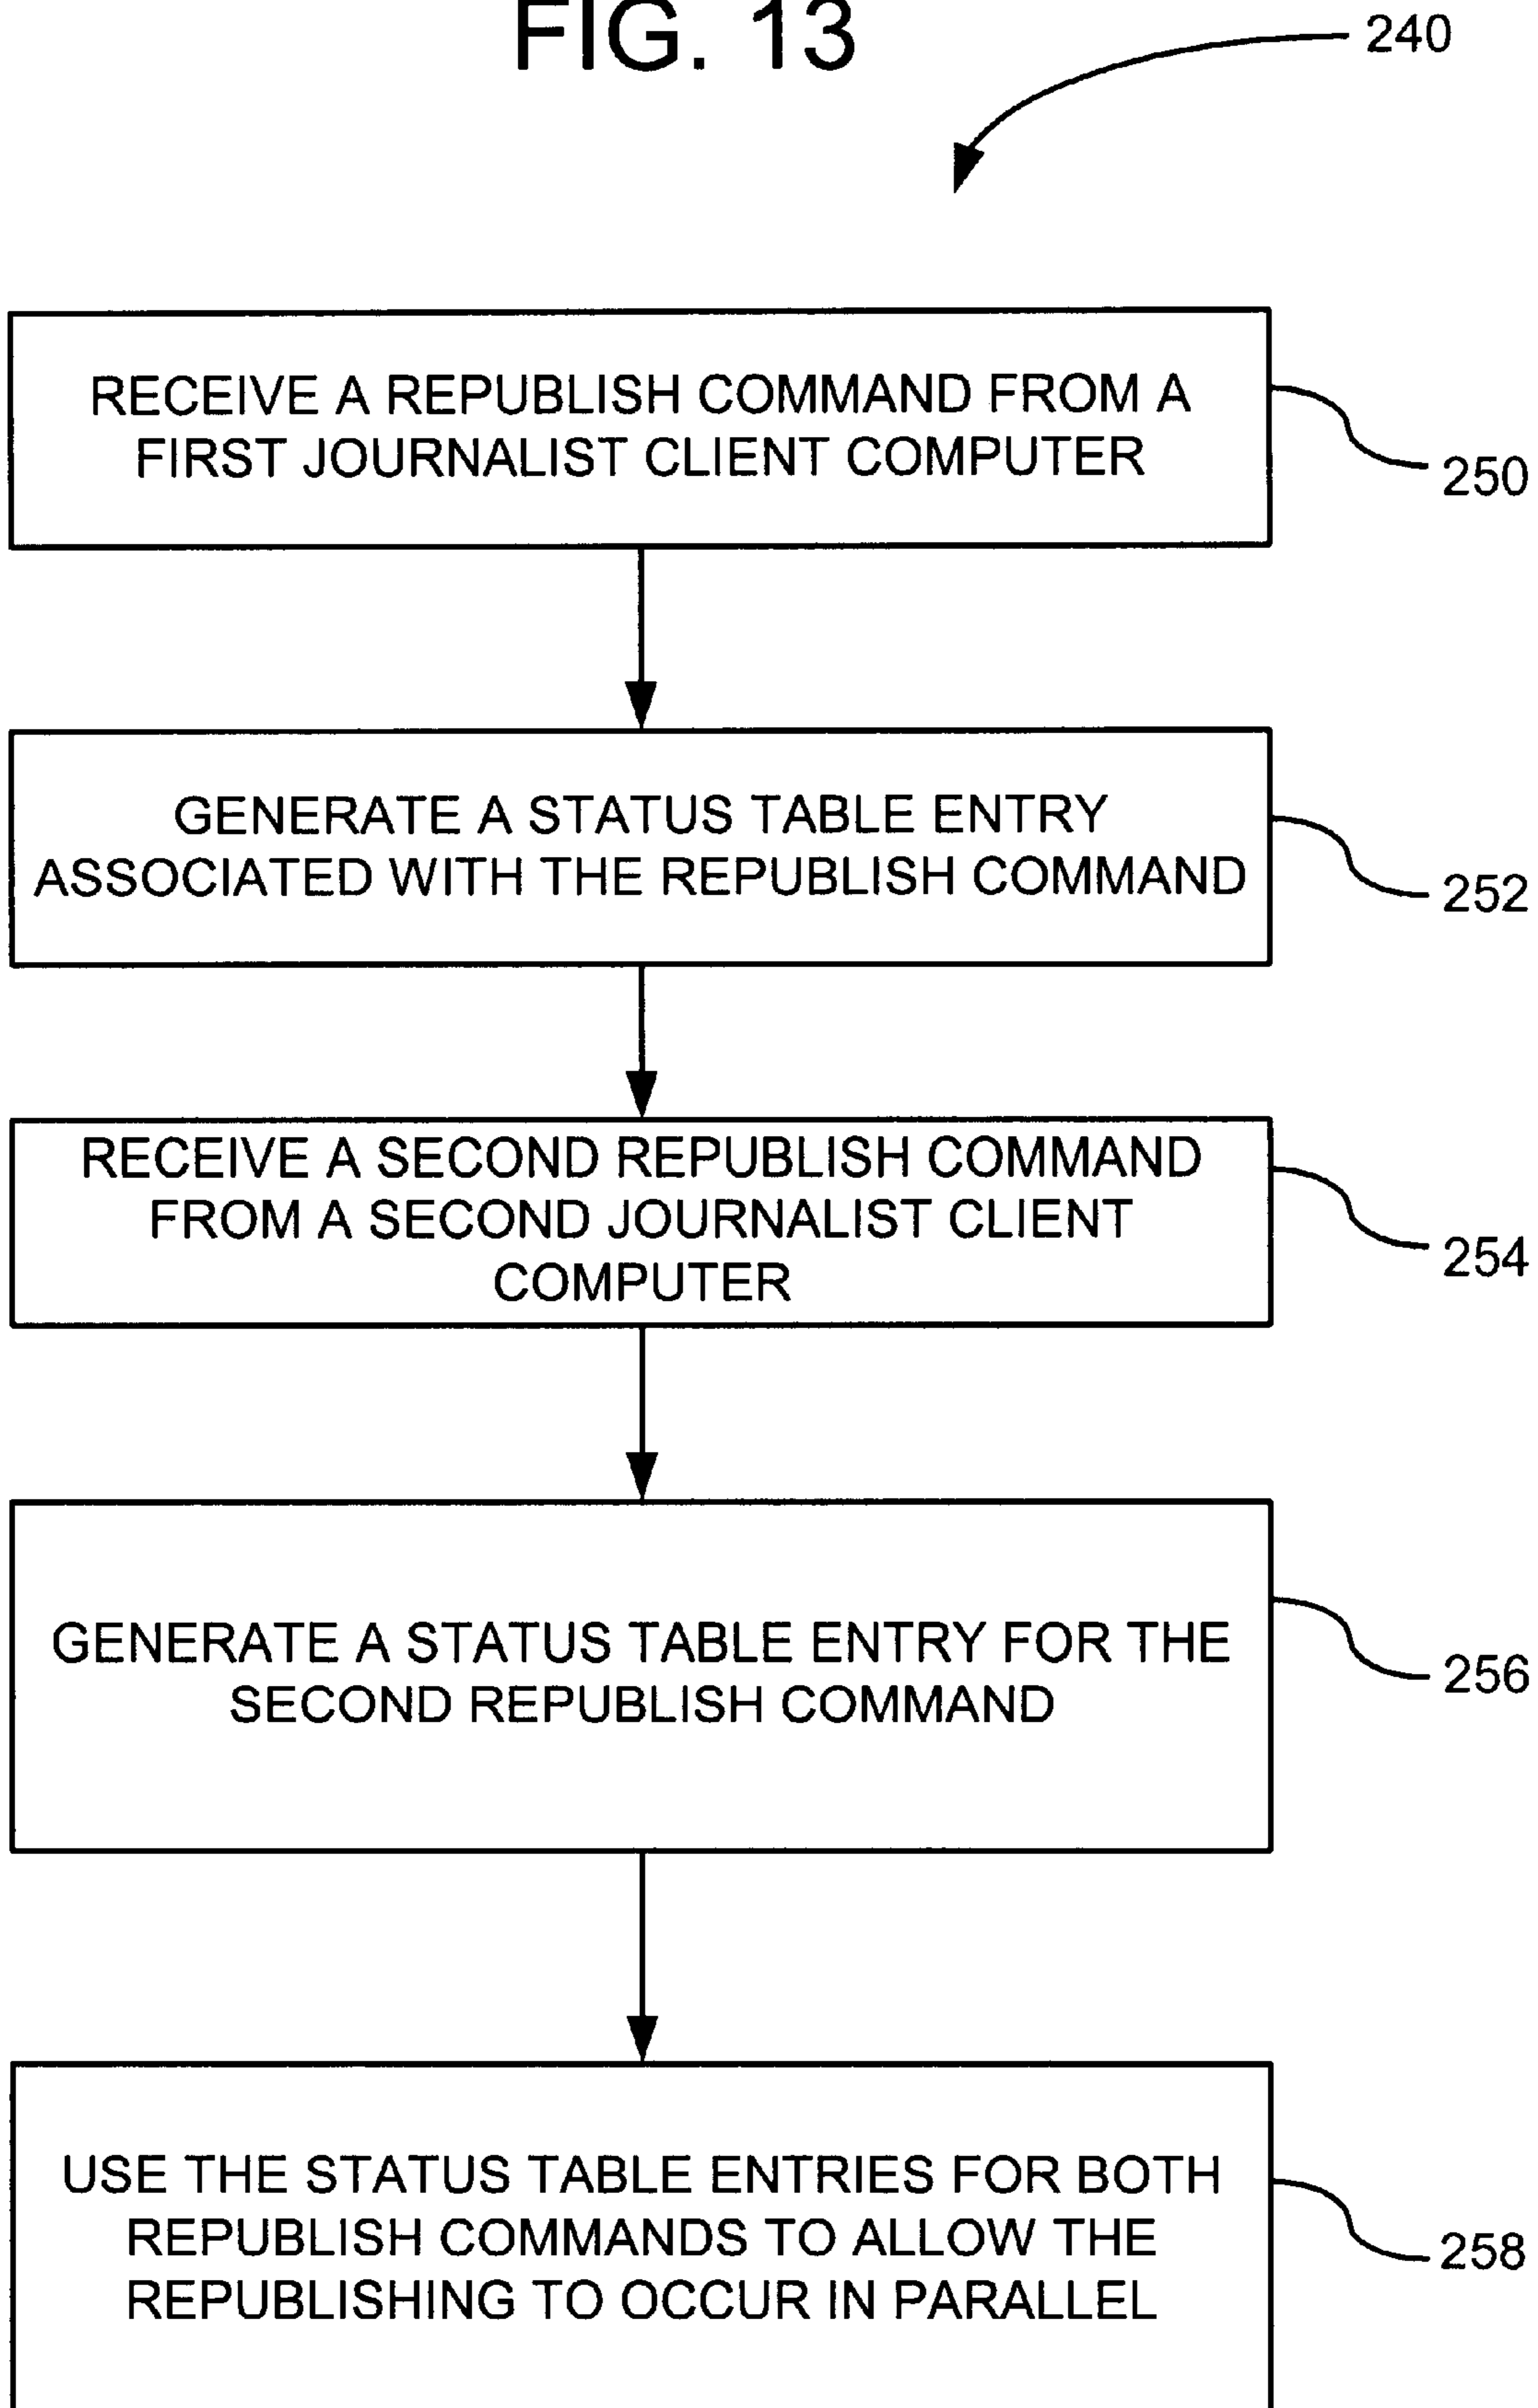 FIG. 13
240
RECEIVE A REPUBLISH COMMAND FROM A
FIRST JOURNALIST CLIENT COMPUTER
250
GENERATE A STATUS TABLE ENTRY
ASSOCIATED WITH THE REPUBLISH COMMAND
252
RECEIVE A SECOND REPUBLISH COMMAND
FROM A SECOND JOURNALIST CLIENT
COMPUTER
254
GENERATE A STATUS TABLE ENTRY FOR THE
SECOND REPUBLISH COMMAND
256
USE THE STATUS TABLE ENTRIES FOR BOTH
REPUBLISH COMMANDS TO ALLOW THE
REPUBLISHING TO OCCUR IN PARALLEL
258